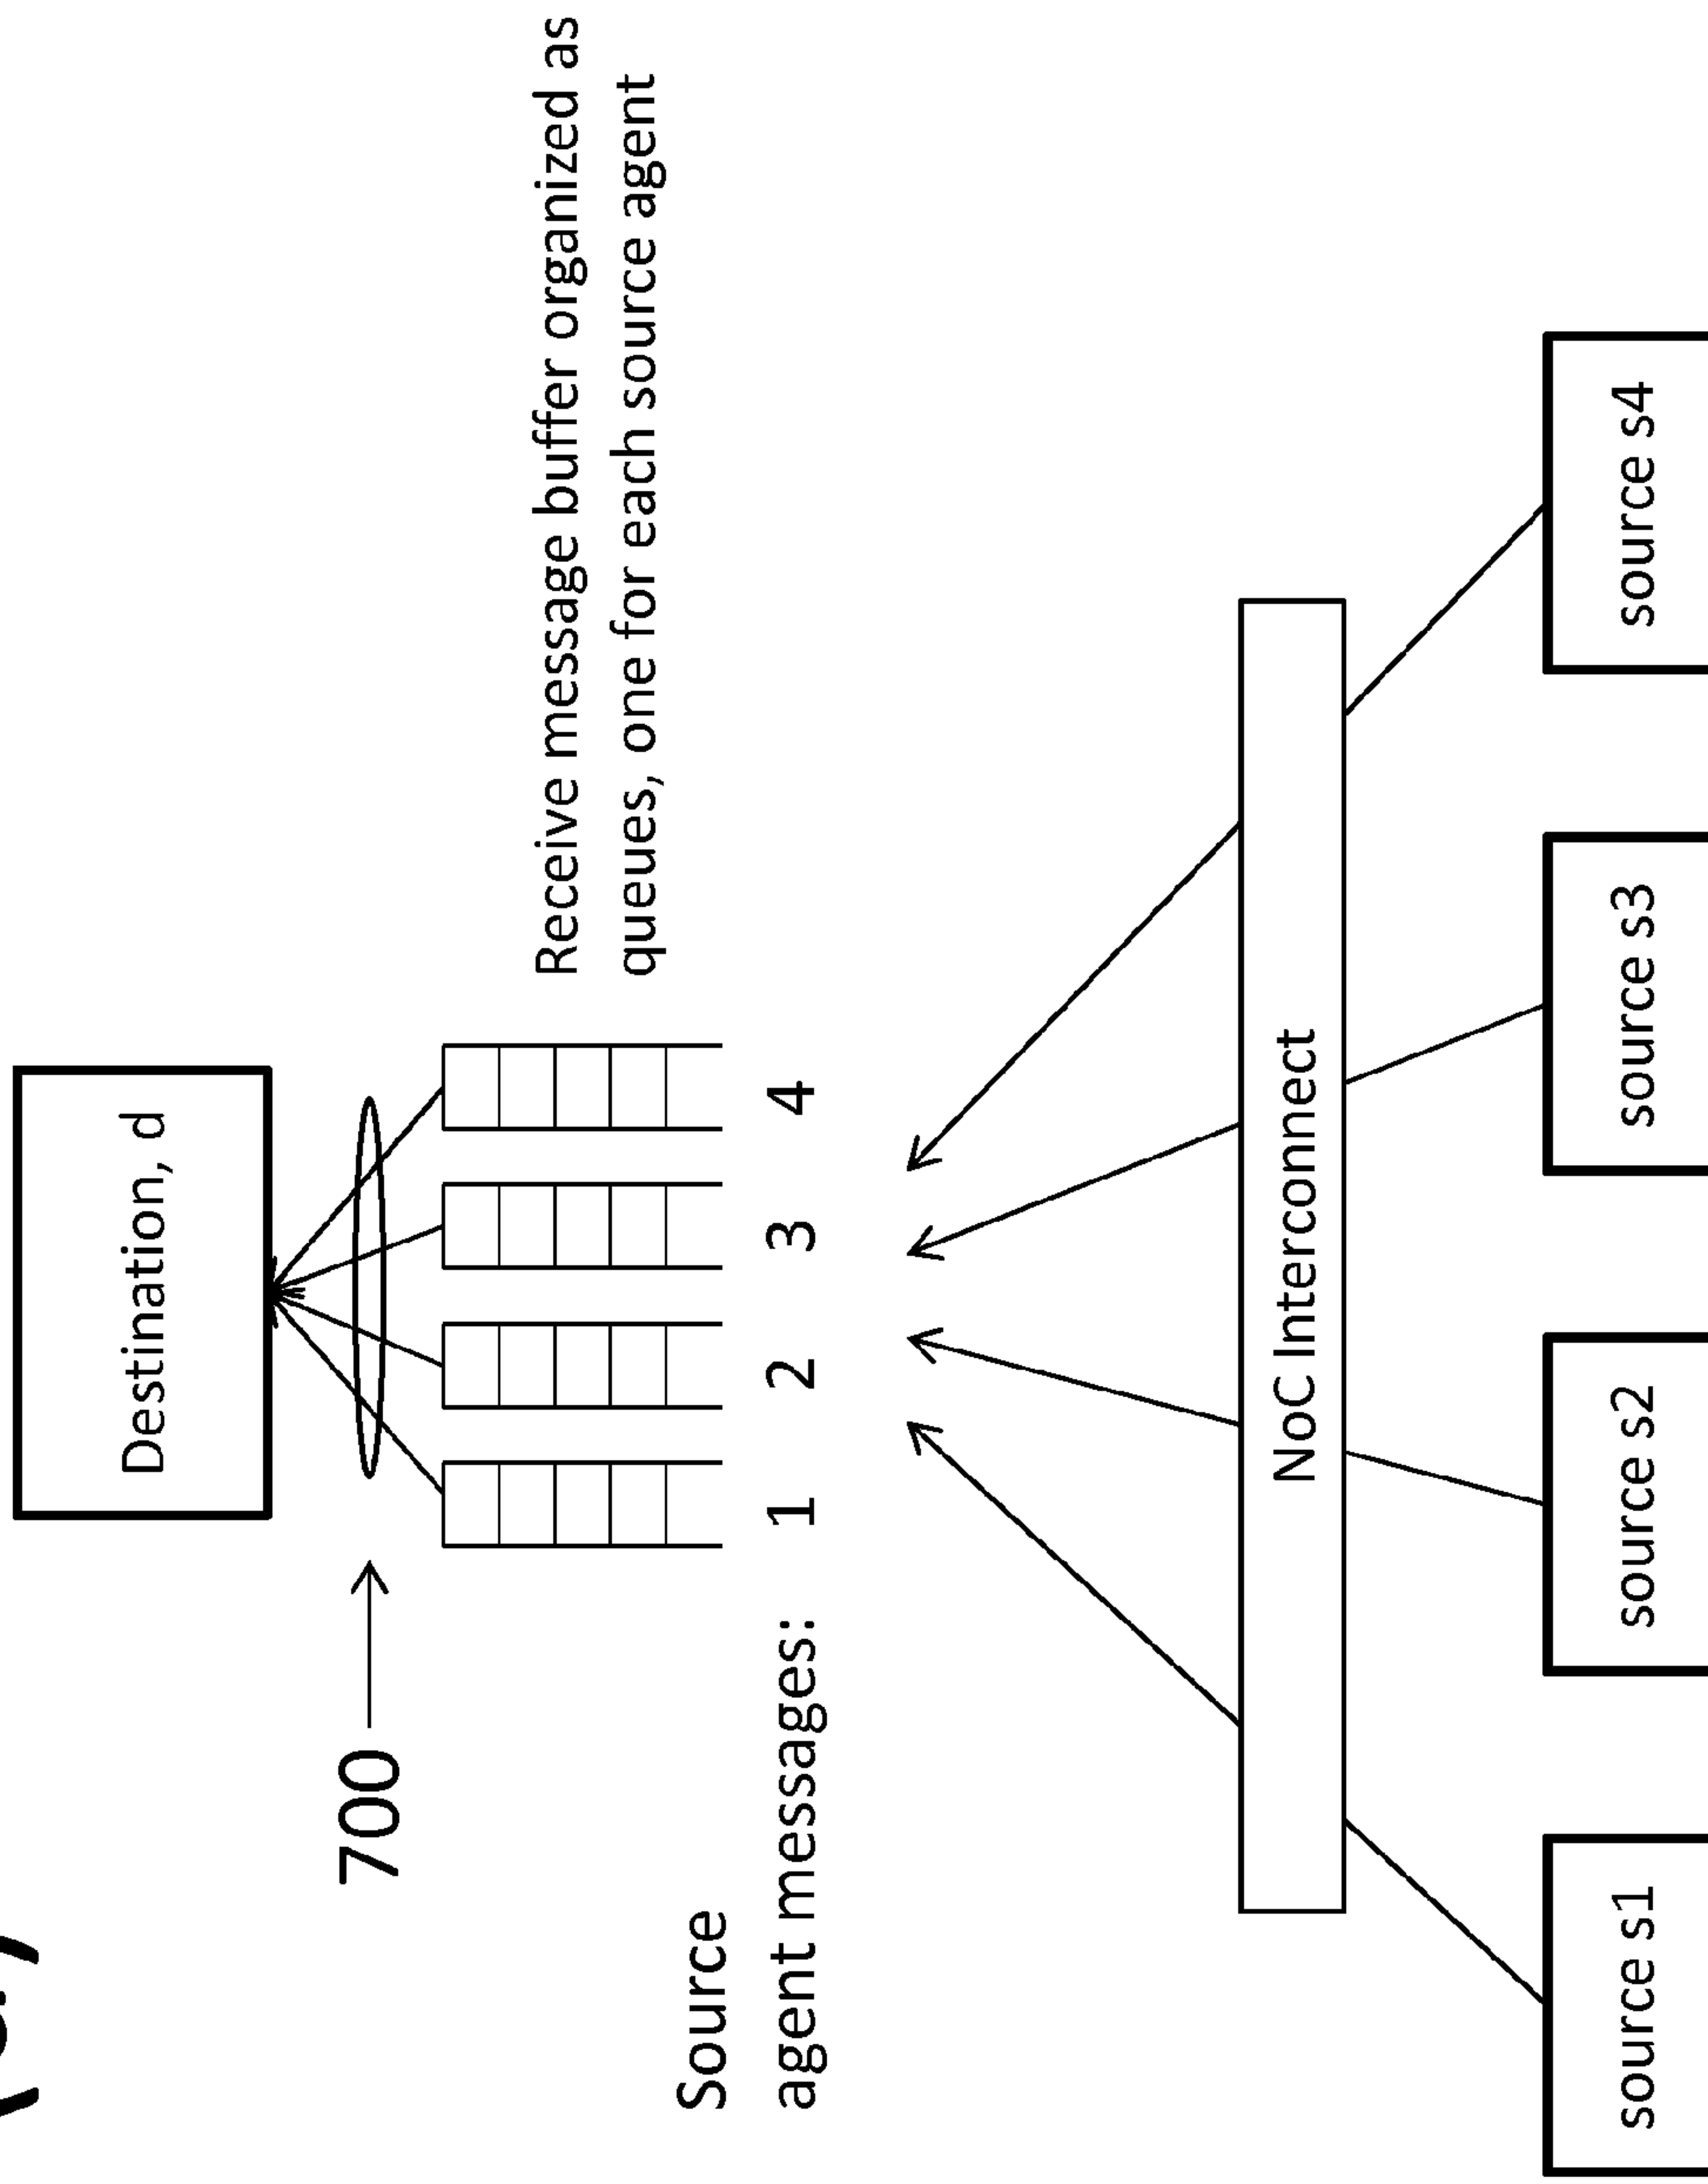 Destination, d
700
Receive message buffer organized as
queues, one for each source agent
Source
agent messages: 1 2 3 4
NoC Interconnect
source s1
source s2
source s3
source s4